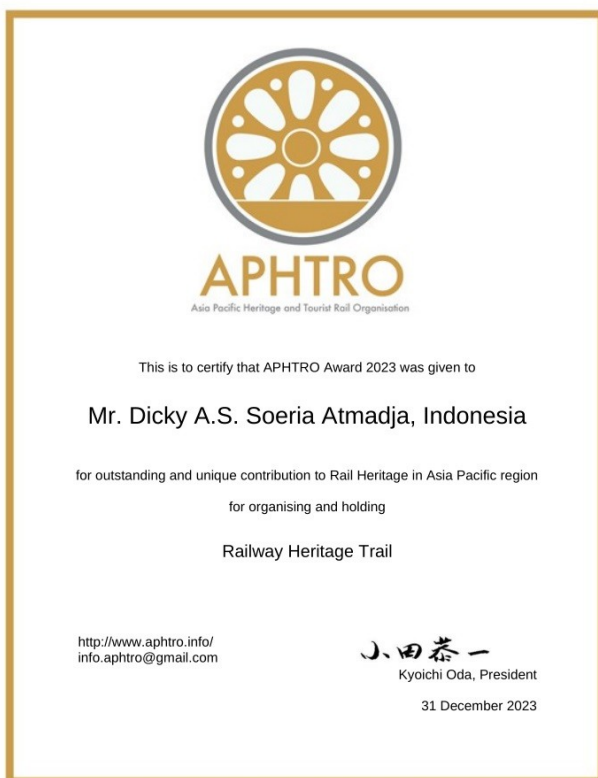 APHTRO
Asia Pacific Heritage and Tourist Rail Organisation
This is to certify that APHTRO Award 2023 was given to
Mr. Dicky A.S. Soeria Atmadja, Indonesia
for outstanding and unique contribution to Rail Heritage in Asia Pacific region
for organising and holding
Railway Heritage Trail
http://www.aphtro.info/
info.aphtro@gmail.com
小田恭一
Kyoichi Oda, President
31 December 2023